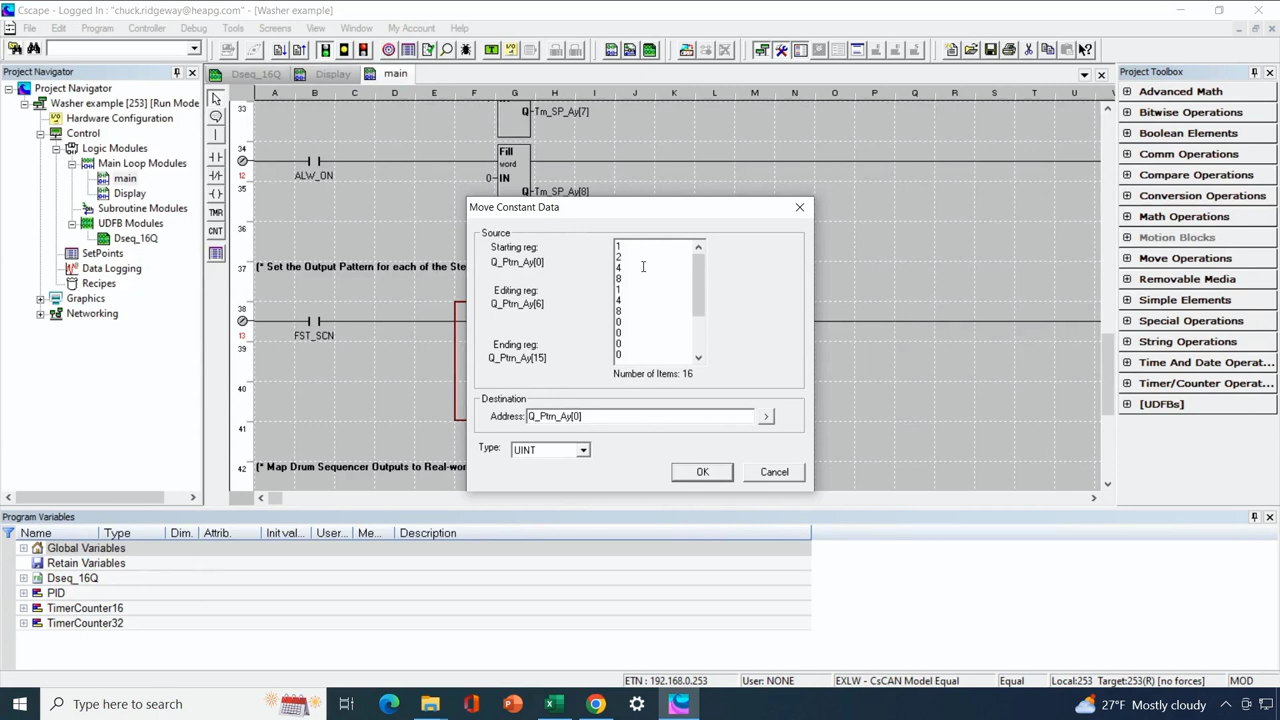 Cscape - Logged In : "chuck.ridgeway@heapg.com" - [Washer example]
File Edit Program Controller Debug Tools Screens View Window My Account Help
Project Navigator
Project Navigator
Washer example [253] [Run Mode
Hardware Configuration
Control
Logic Modules
Main Loop Modules
main
Display
Subroutine Modules
UDFB Modules
Dseq_16Q
SetPoints
Data Logging
Recipes
Graphics
Networking
Dseq_16Q Display main
A B C D E F G H I J K L M N O P Q R S T U
TMR
CNT
33
Q Tm_SP_Ay[7]
34
12
ALW_ON
Fill
word
0 IN
35
Q Tm_SP_Ay[8]
36
37
(* Set the Output Pattern for each of the Ste
38
13
FST_SCN
39
40
41
42
(* Map Drum Sequencer Outputs to Real-wo
Move Constant Data
Source
Starting reg:
Q_Ptrn_Ay[0]
Editing reg:
Q_Ptrn_Ay[6]
Ending reg:
Q_Ptrn_Ay[15]
1
2
4
8
1
4
8
0
0
0
0
Number of Items: 16
Destination
Address: Q_Ptrn_Ay[0]
>
Type: UINT
OK Cancel
Project Toolbox
Advanced Math
Bitwise Operations
Boolean Elements
Comm Operations
Compare Operations
Conversion Operations
Math Operations
Motion Blocks
Move Operations
Removable Media
Simple Elements
Special Operations
String Operations
Time And Date Operat...
Timer/Counter Operat...
[UDFBs]
Program Variables
Name Type Dim. Attrib. Init val... User... Me... Description
Global Variables
Retain Variables
Dseq_16Q
PID
TimerCounter16
TimerCounter32
ETN : 192.168.0.253 User: NONE EXLW - CsCAN Model Equal Equal Local:253 Target:253(R) [no forces] MOD
Type here to search
27°F Mostly cloudy